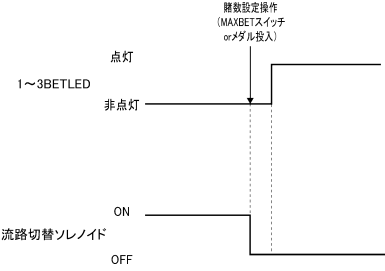 賭数設定操作
(MAXBETスイッチ
orメダル投入)
点灯
1～3BETLED
非点灯
ON
流路切替ソレノイド
OFF